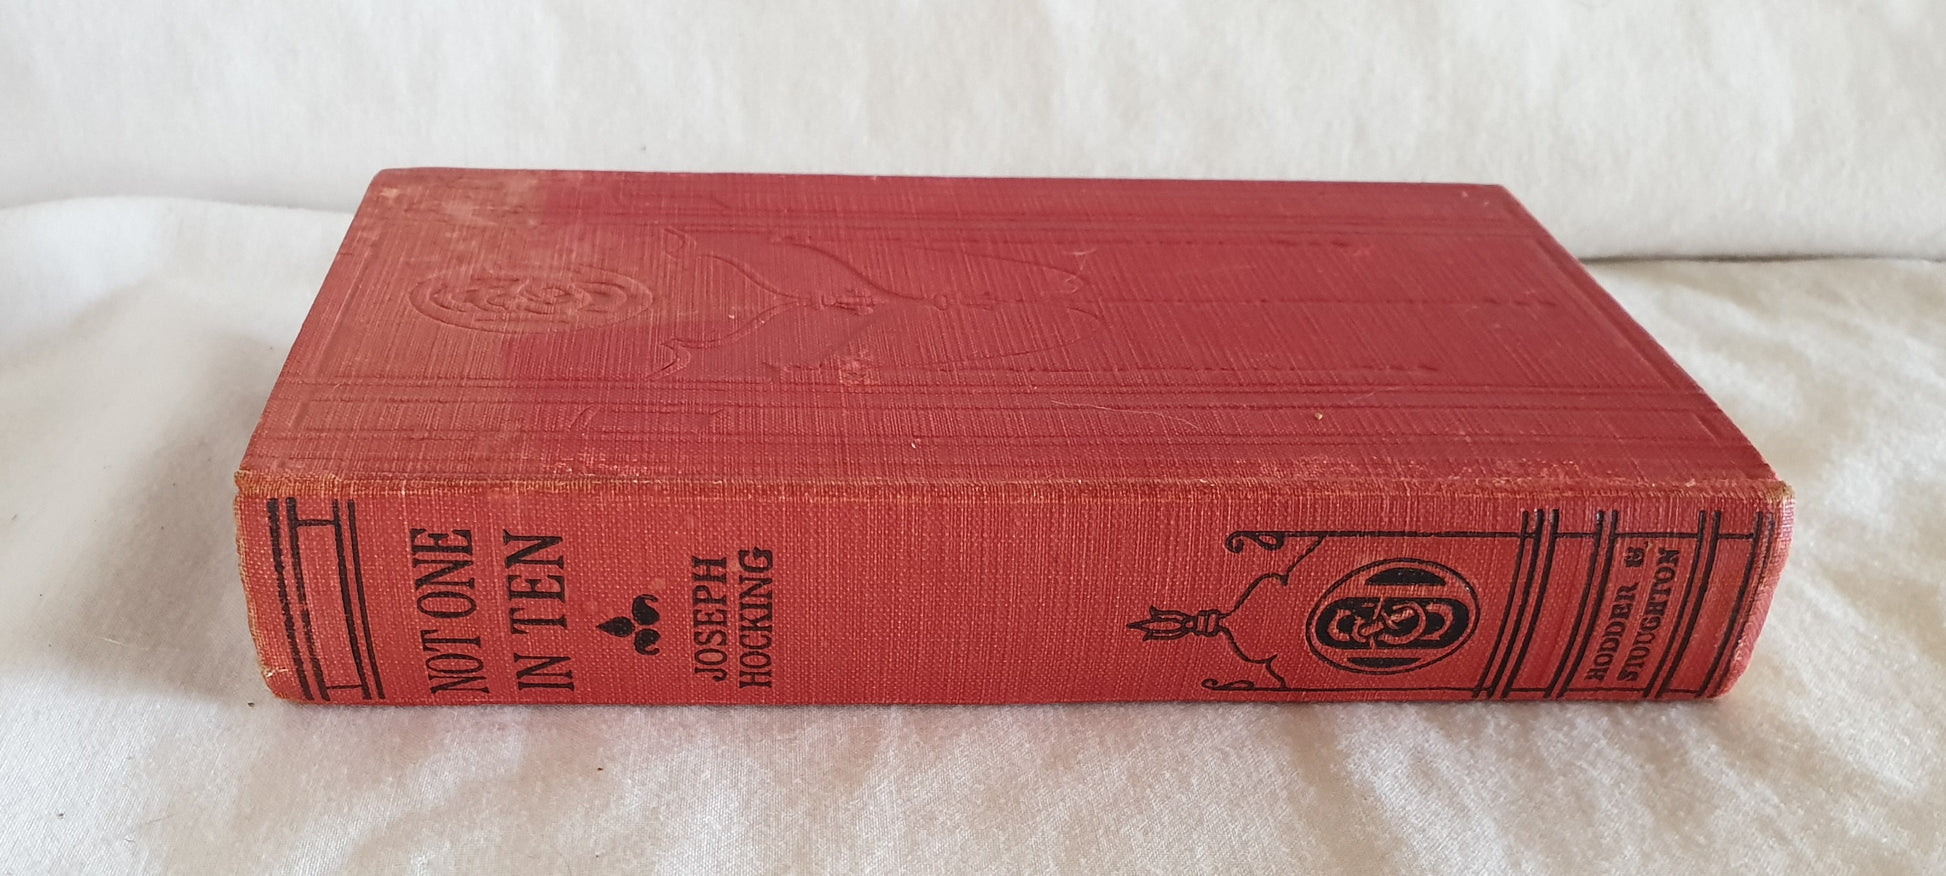 NOT ONE
IN TEN
JOSEPH
HOCKING
HODDER &
STOUGHTON